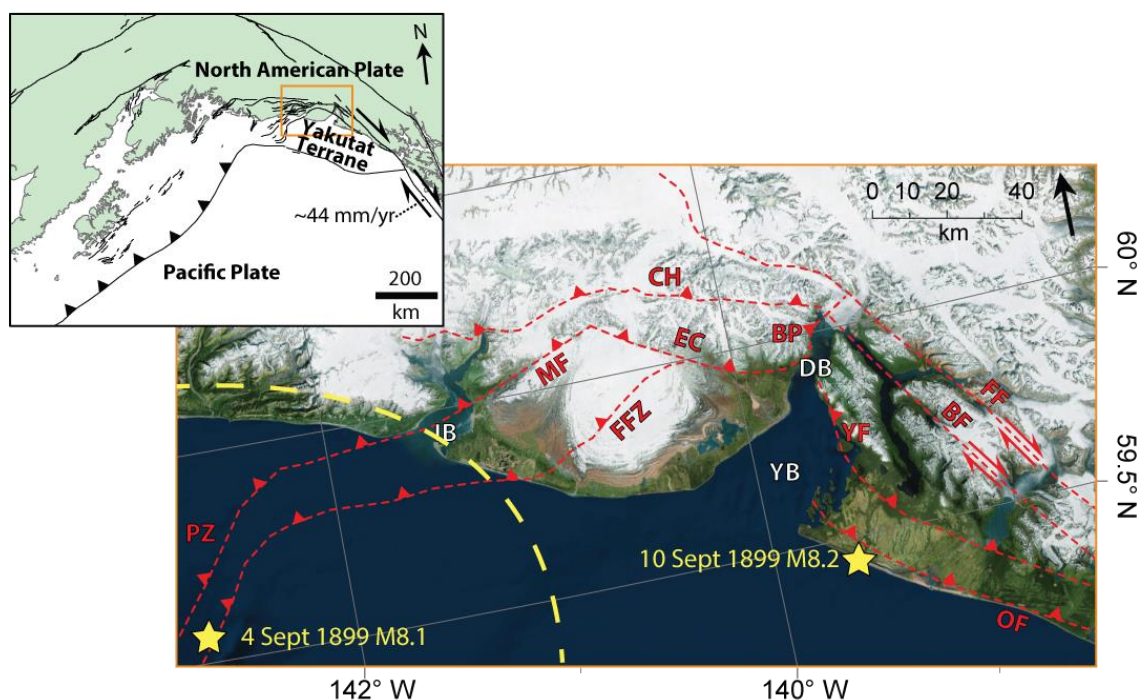 N
North American Plate
Yakutat
Terrane
~44 mm/yr
Pacific Plate
200
km
0 10 20 40
km
60° N
59.5° N
CH
BP
EC
MF
DB
FF
BF
FFZ
IB
YF
YB
PZ
10 Sept 1899 M8.2
4 Sept 1899 M8.1
OF
142° W
140° W